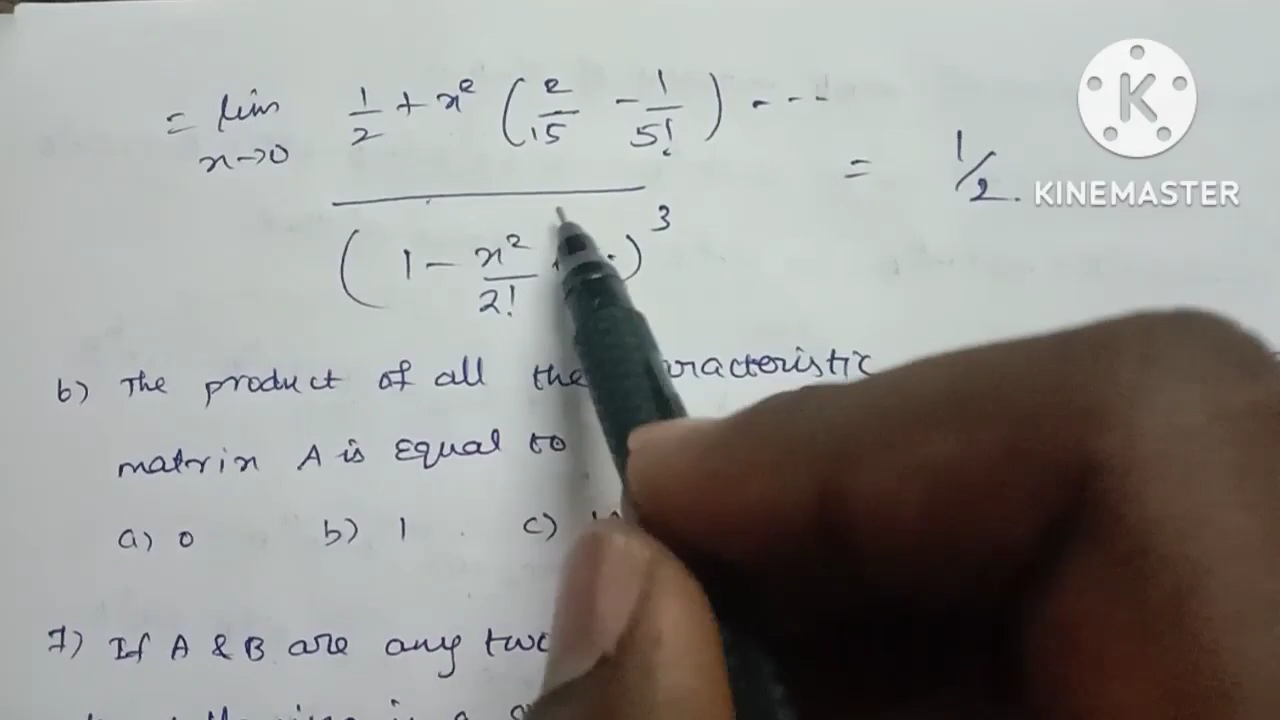 = lim x→0 1/2 + x² (2/15 - 1/5!) ---
(1 - x²/2! )³
= 1/2.
K
KINEMASTER
6) The product of all the
matrix A is equal to
a) 0 b) 1 c)
7) If A & B are any two